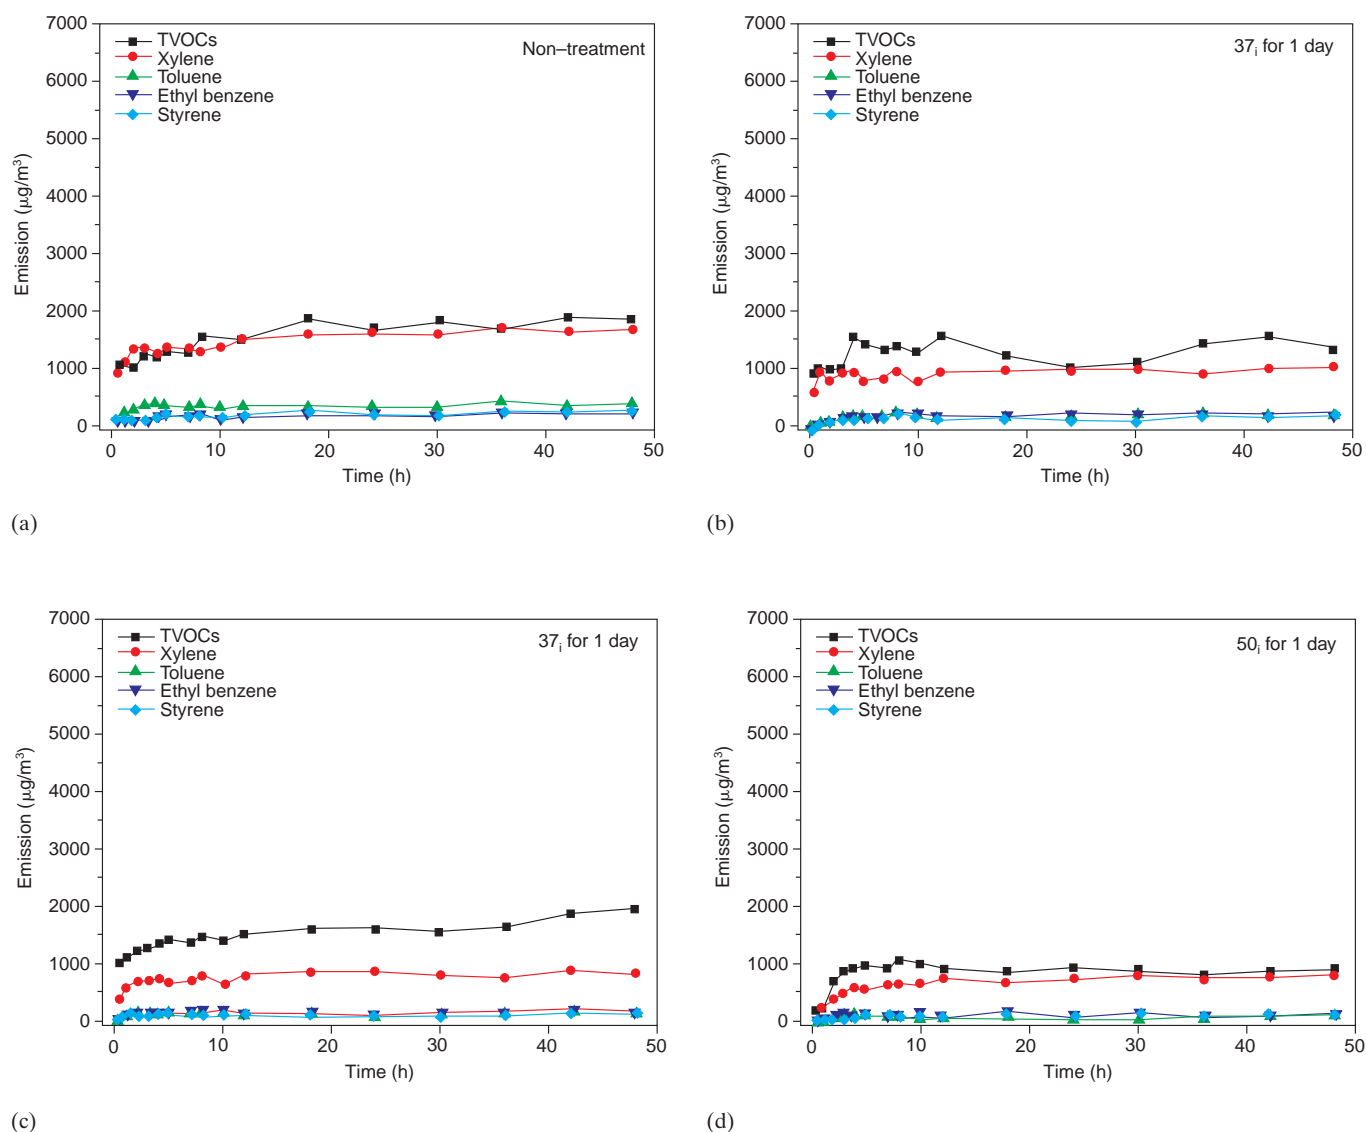 7000
6000
5000
4000
3000
2000
1000
0
Emission (μg/m³)
TVOCs
Xylene
Toluene
Ethyl benzene
Styrene
Non–treatment
0 10 20 30 40 50
Time (h)
(a)
7000
6000
5000
4000
3000
2000
1000
0
Emission (μg/m³)
TVOCs
Xylene
Toluene
Ethyl benzene
Styrene
37ᵢ for 1 day
0 10 20 30 40 50
Time (h)
(b)
7000
6000
5000
4000
3000
2000
1000
0
Emission (μg/m³)
TVOCs
Xylene
Toluene
Ethyl benzene
Styrene
37ᵢ for 1 day
0 10 20 30 40 50
Time (h)
(c)
7000
6000
5000
4000
3000
2000
1000
0
Emission (μg/m³)
TVOCs
Xylene
Toluene
Ethyl benzene
Styrene
50ᵢ for 1 day
0 10 20 30 40 50
Time (h)
(d)